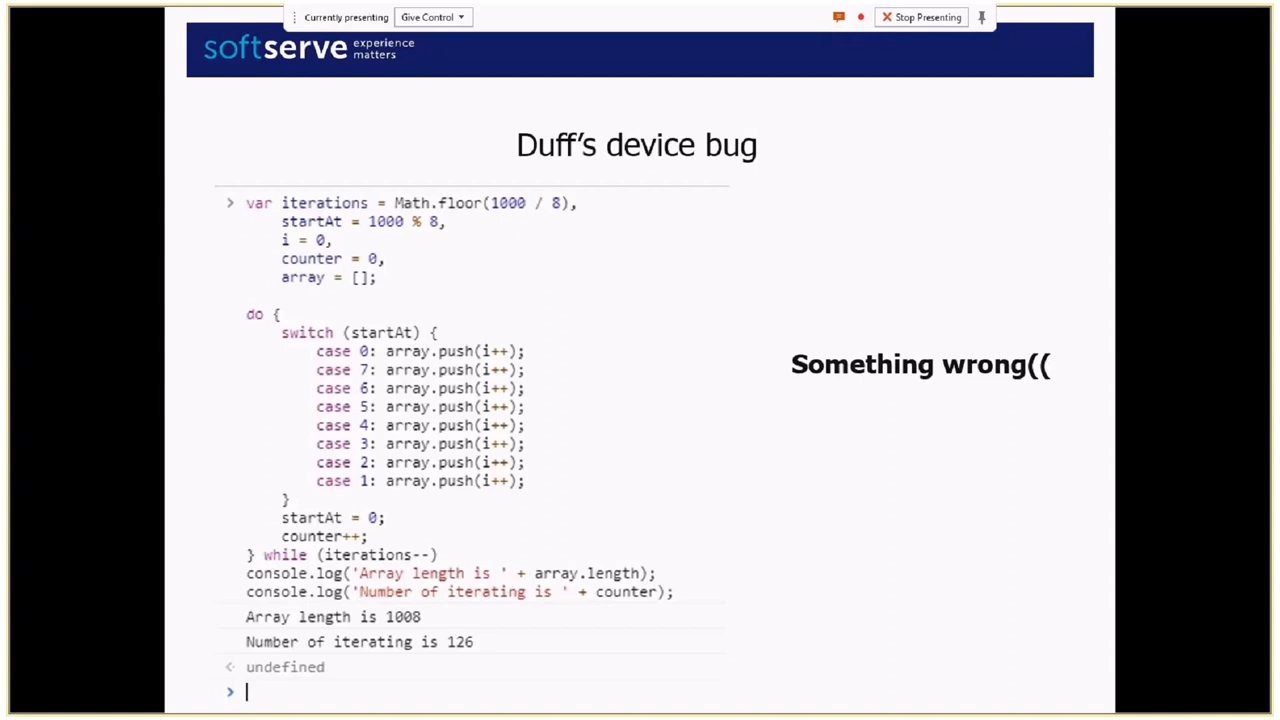 Currently presenting Give Control Stop Presenting
softserve experience matters
Duff's device bug
> var iterations = Math.floor(1000 / 8),
startAt = 1000 % 8,
i = 0,
counter = 0,
array = [];
do {
switch (startAt) {
case 0: array.push(i++);
case 7: array.push(i++);
case 6: array.push(i++);
case 5: array.push(i++);
case 4: array.push(i++);
case 3: array.push(i++);
case 2: array.push(i++);
case 1: array.push(i++);
}
startAt = 0;
counter++;
} while (iterations--)
console.log('Array length is ' + array.length);
console.log('Number of iterating is ' + counter);
Array length is 1008
Number of iterating is 126
< undefined
>
Something wrong((